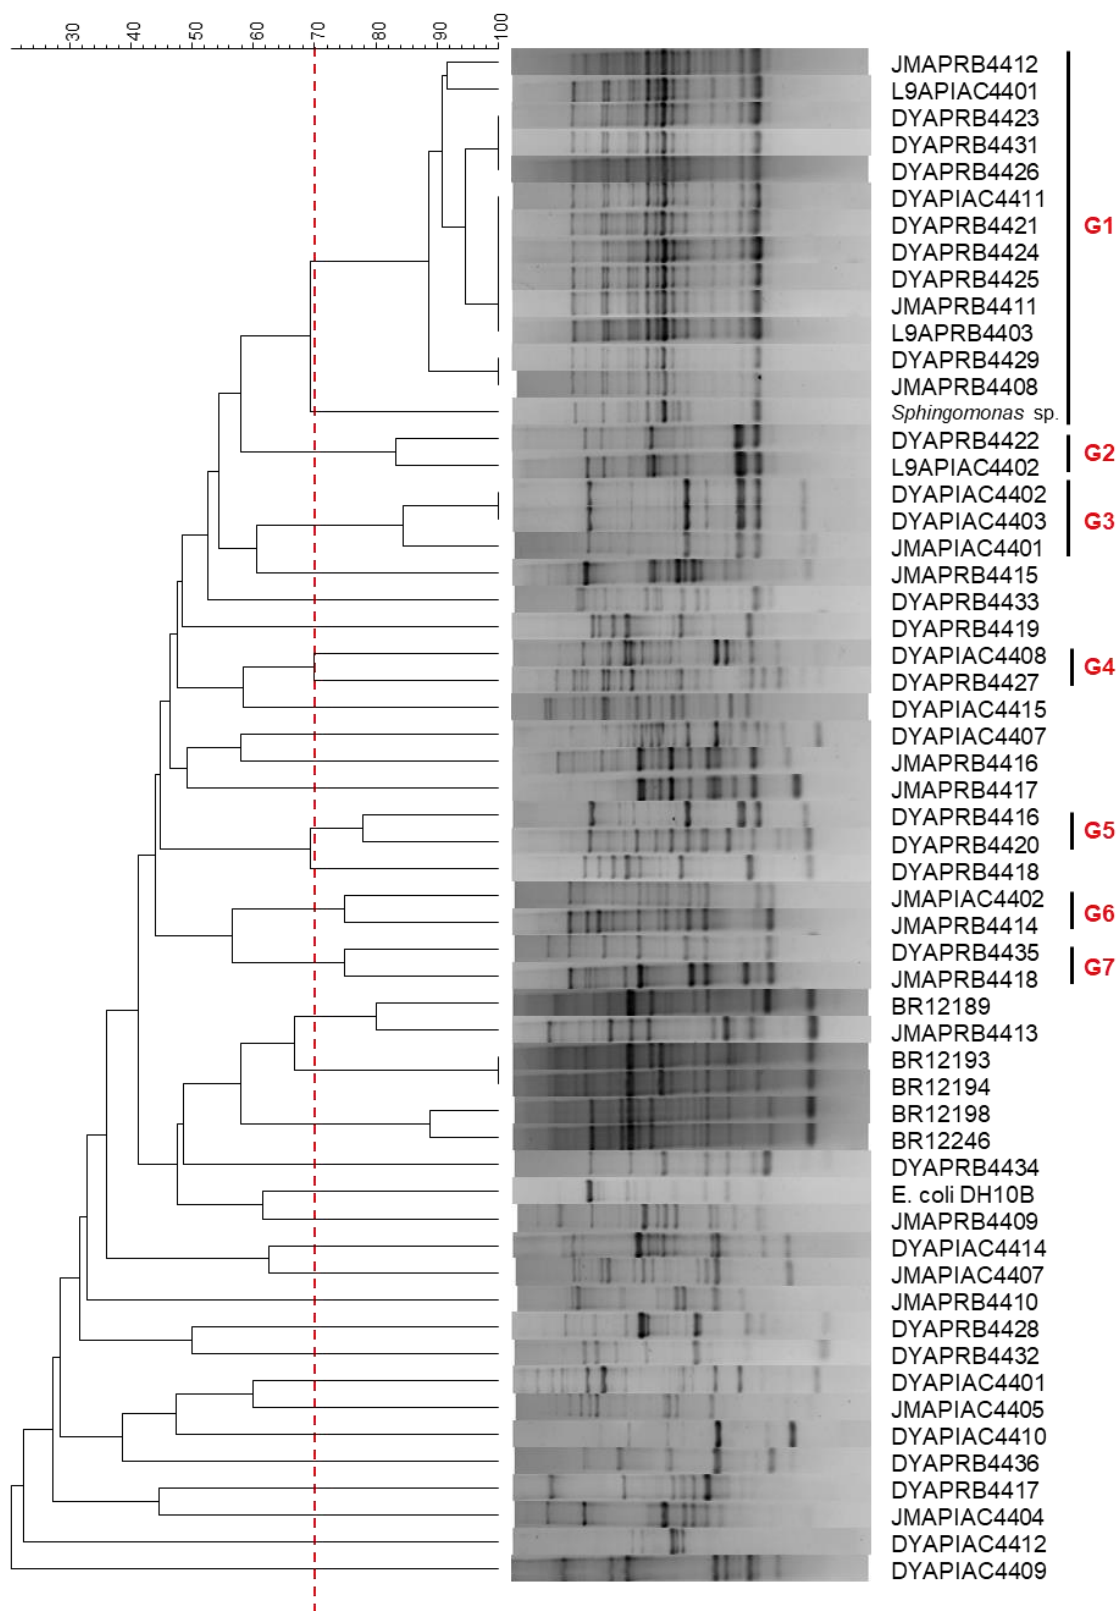 30 40 50 60 70 80 90 100
JMAPRB4412
L9APIAC4401
DYAPRB4423
DYAPRB4431
DYAPRB4426
DYAPIAC4411
DYAPRB4421
G1
DYAPRB4424
DYAPRB4425
JMAPRB4411
L9APRB4403
DYAPRB4429
JMAPRB4408
Sphingomonas sp.
DYAPRB4422
G2
L9APIAC4402
DYAPIAC4402
DYAPIAC4403
G3
JMAPIAC4401
JMAPRB4415
DYAPRB4433
DYAPRB4419
DYAPIAC4408
G4
DYAPRB4427
DYAPIAC4415
DYAPIAC4407
JMAPRB4416
JMAPRB4417
DYAPRB4416
G5
DYAPRB4420
DYAPRB4418
JMAPIAC4402
G6
JMAPRB4414
DYAPRB4435
G7
JMAPRB4418
BR12189
JMAPRB4413
BR12193
BR12194
BR12198
BR12246
DYAPRB4434
E. coli DH10B
JMAPRB4409
DYAPIAC4414
JMAPIAC4407
JMAPRB4410
DYAPRB4428
DYAPRB4432
DYAPIAC4401
JMAPIAC4405
DYAPIAC4410
DYAPRB4436
DYAPRB4417
JMAPIAC4404
DYAPIAC4412
DYAPIAC4409